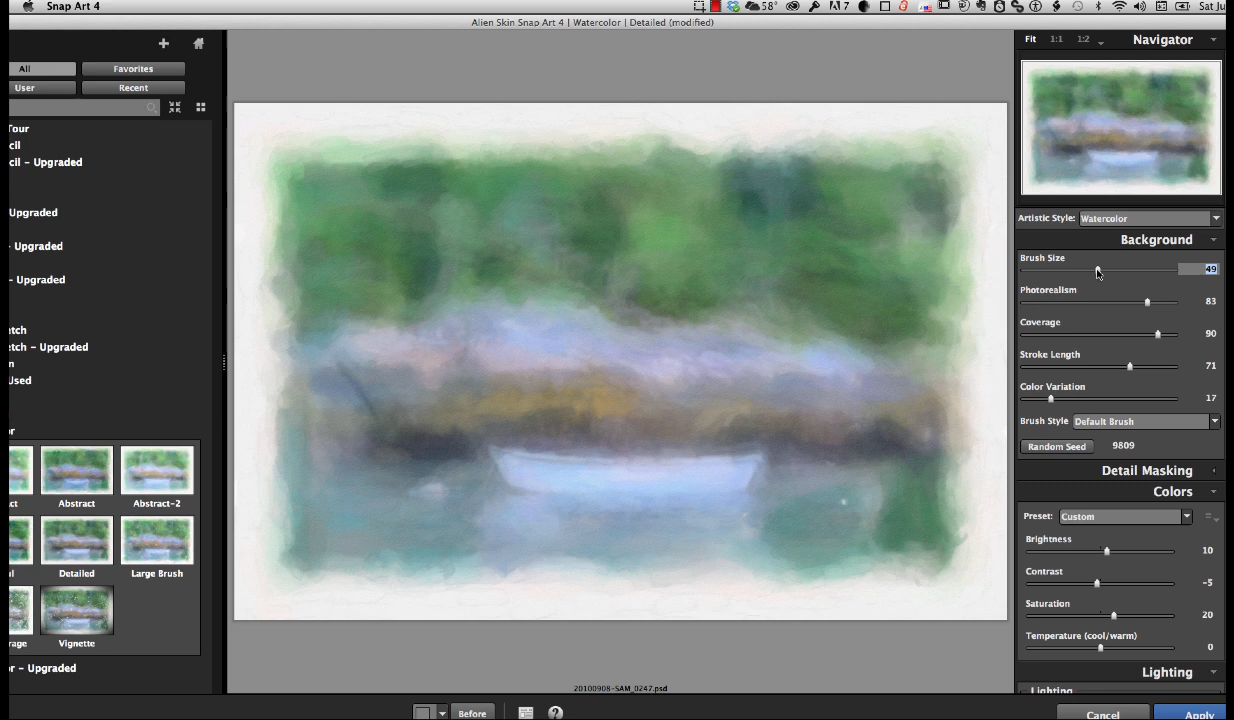 Snap Art 4
58°
7
Sat Ju
Alien Skin Snap Art 4 | Watercolor | Detailed (modified)
All
Favorites
User
Recent
Tour
cil
cil – Upgraded
Upgraded
- Upgraded
- Upgraded
etch
etch – Upgraded
n
Used
or
ct
Abstract
Abstract-2
al
Detailed
Large Brush
rage
Vignette
or – Upgraded
20100908-SAM_0247.psd
Before
Fit
1:1
1:2
Navigator
Artistic Style:
Watercolor
Background
Brush Size
49
Photorealism
83
Coverage
90
Stroke Length
71
Color Variation
17
Brush Style
Default Brush
Random Seed
9809
Detail Masking
Colors
Preset:
Custom
Brightness
10
Contrast
-5
Saturation
20
Temperature (cool/warm)
0
Lighting
Lighting
Cancel
Apply